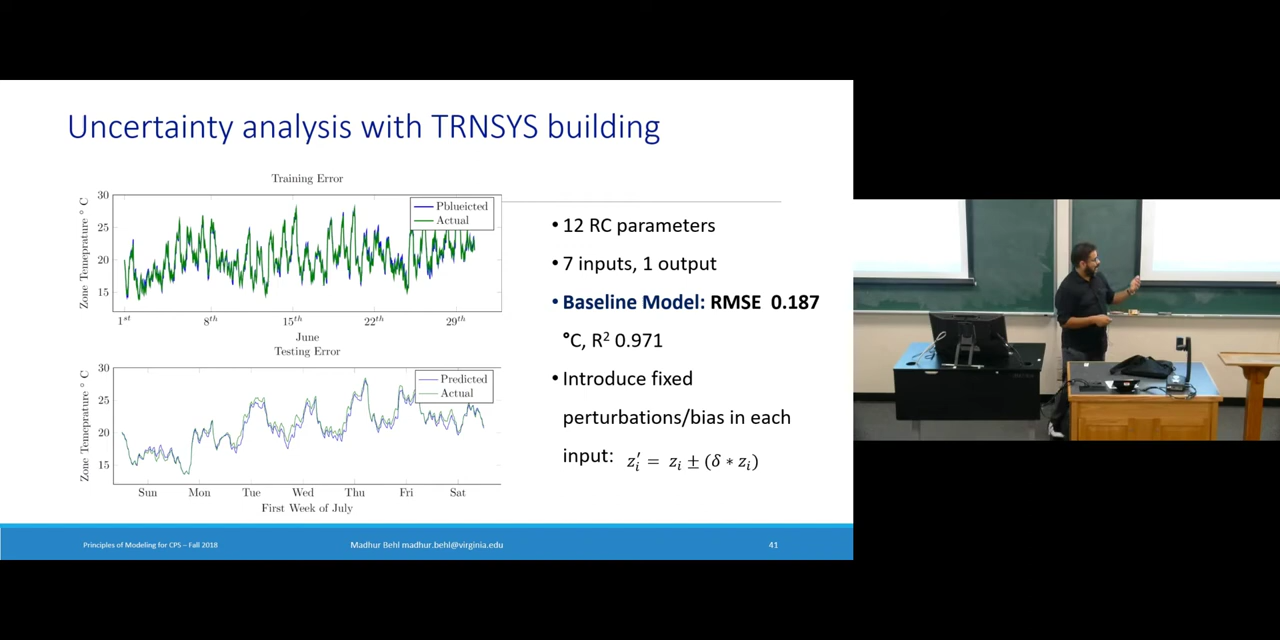 Uncertainty analysis with TRNSYS building
Training Error
Zone Temeprature ° C
30
25
20
15
Pblueicted
Actual
1st
8th
15th
22th
29th
June
Testing Error
Zone Temeprature ° C
30
25
20
15
Predicted
Actual
Sun
Mon
Tue
Wed
Thu
Fri
Sat
First Week of July
• 12 RC parameters
• 7 inputs, 1 output
• Baseline Model: RMSE 0.187
°C, R² 0.971
• Introduce fixed
perturbations/bias in each
input: z′ᵢ = zᵢ ± (δ * zᵢ)
Principles of Modeling for CPS – Fall 2018
Madhur Behl madhur.behl@virginia.edu
41